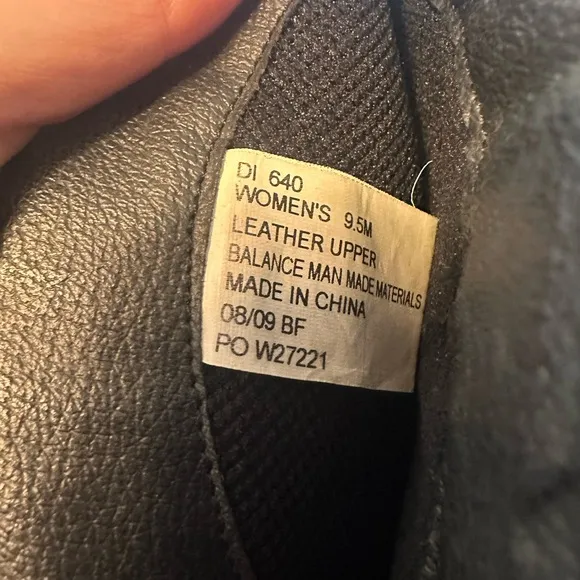 DI 640
WOMEN'S 9.5M
LEATHER UPPER
BALANCE MAN MADE MATERIALS
MADE IN CHINA
08/09 BF
PO W27221